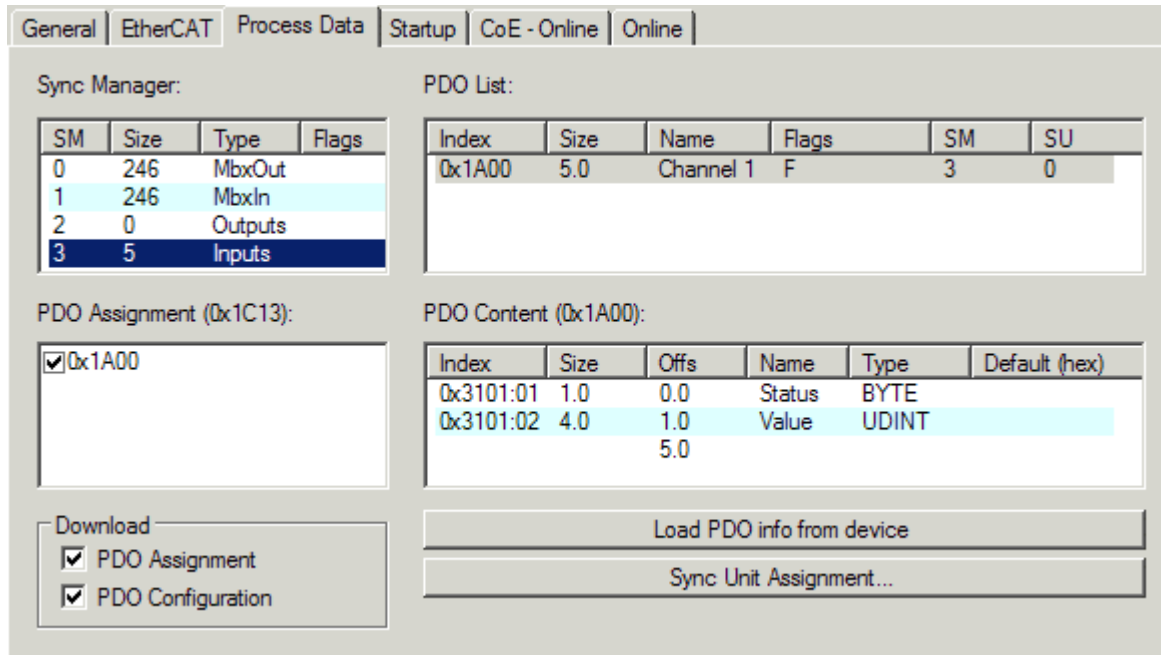 General EtherCAT Process Data Startup CoE - Online Online
Sync Manager:
SM Size Type Flags
0 246 MbxOut
1 246 MbxIn
2 0 Outputs
3 5 Inputs
PDO List:
Index Size Name Flags SM SU
0x1A00 5.0 Channel 1 F 3 0
PDO Assignment (0x1C13):
0x1A00
PDO Content (0x1A00):
Index Size Offs Name Type Default (hex)
0x3101:01 1.0 0.0 Status BYTE
0x3101:02 4.0 1.0 Value UDINT
5.0
Download
PDO Assignment
PDO Configuration
Load PDO info from device
Sync Unit Assignment...